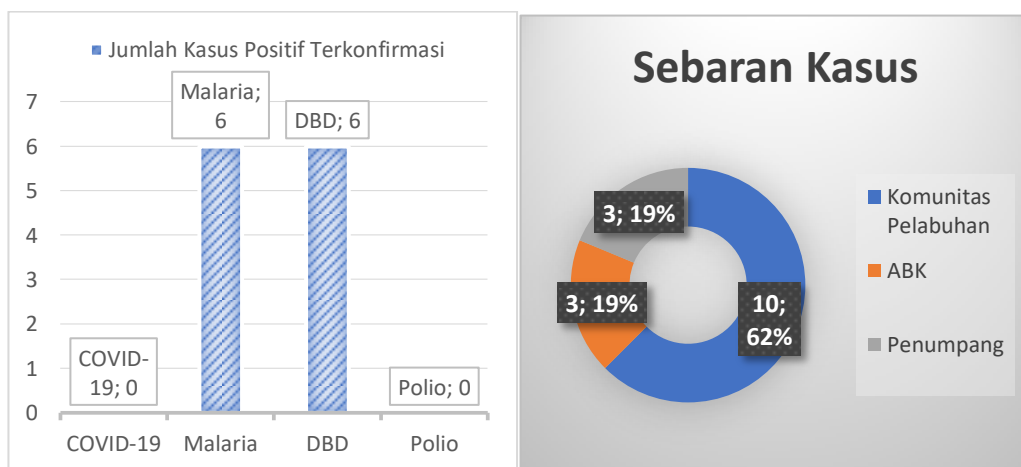 Jumlah Kasus Positif Terkonfirmasi
7
6
5
4
3
2
1
0
COVID-
19; 0
Malaria;
6
DBD; 6
Polio; 0
COVID-19 Malaria DBD Polio
Sebaran Kasus
3; 19%
3; 19%
10;
62%
Komunitas
Pelabuhan
ABK
Penumpang